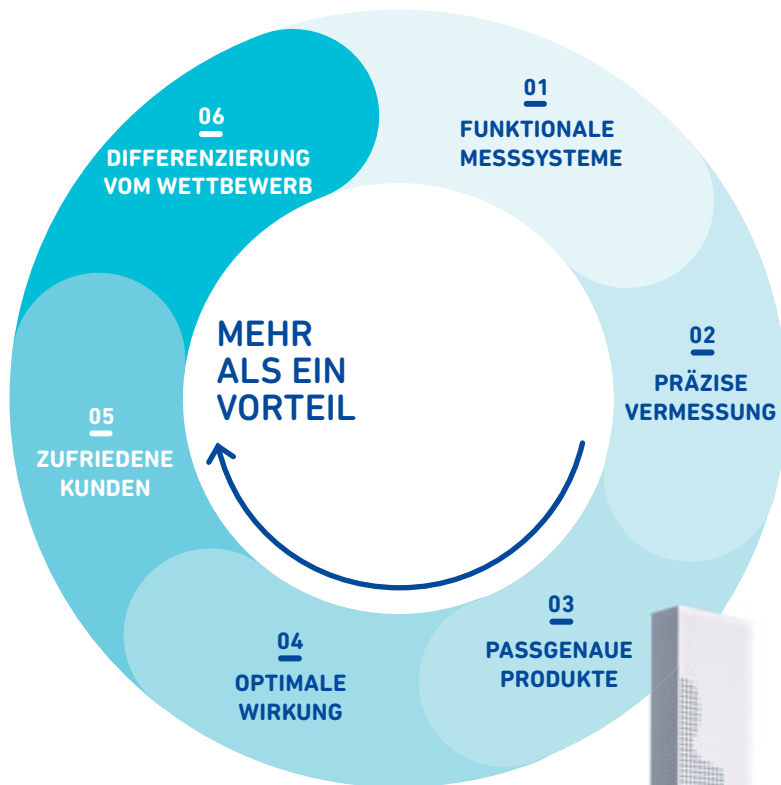 01
FUNKTIONALE
MESSSYSTEME
02
PRÄZISE
VERMESSUNG
03
PASSGENAUE
PRODUKTE
04
OPTIMALE
WIRKUNG
05
ZUFRIEDENE
KUNDEN
06
DIFFERENZIERUNG
VOM WETTBEWERB
MEHR
ALS EIN
VORTEIL